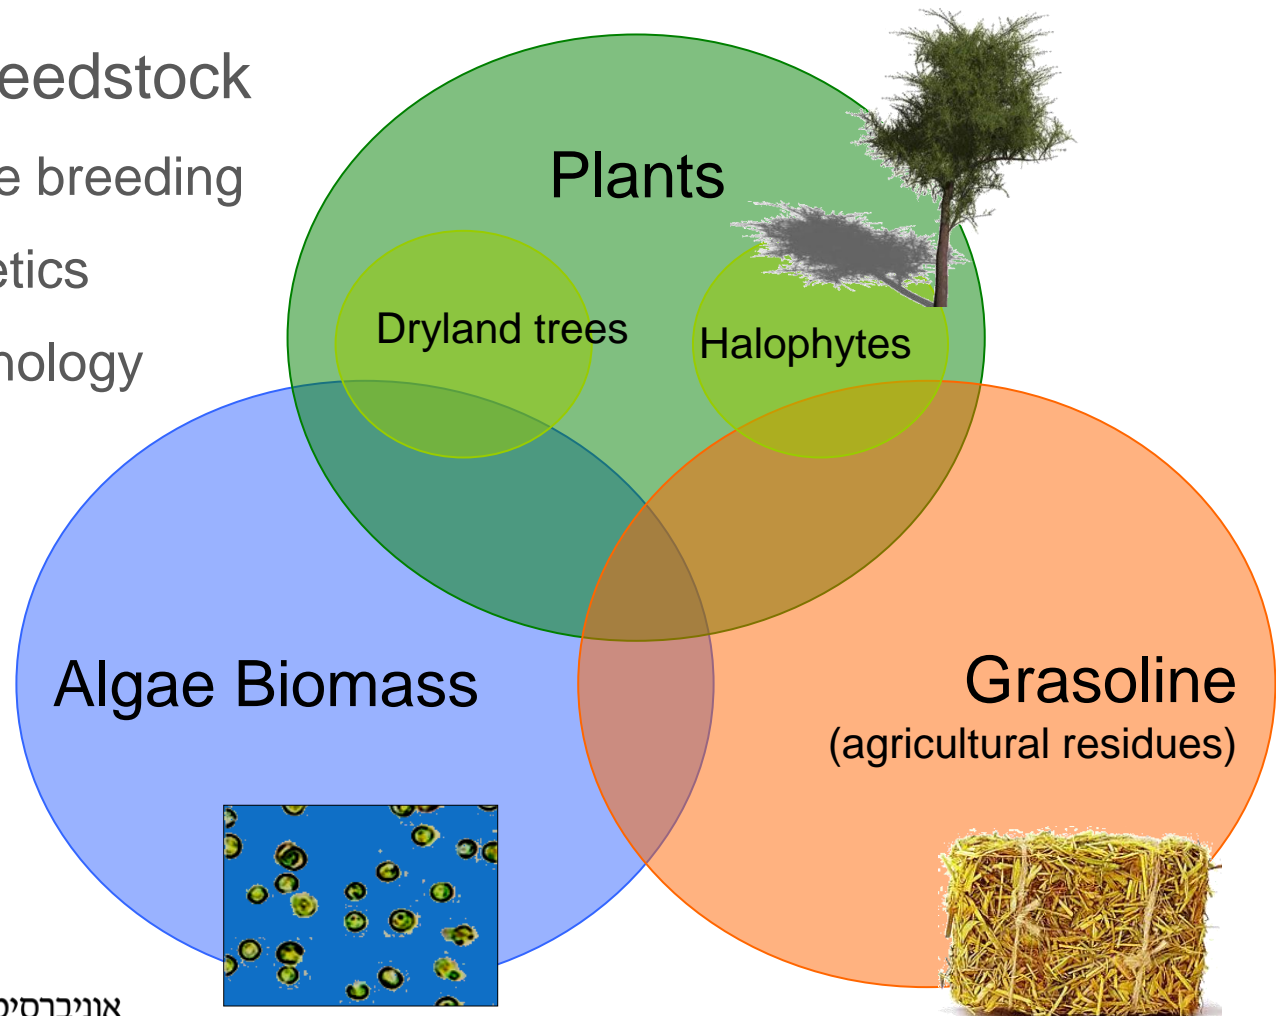 eedstock
e breeding
etics
nology
Plants
Dryland trees
Halophytes
Algae Biomass
Grasoline
(agricultural residues)